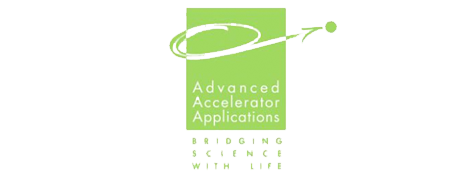 Advanced
Accelerator
Applications
BRIDGING
SCIENCE
WITH LIFE